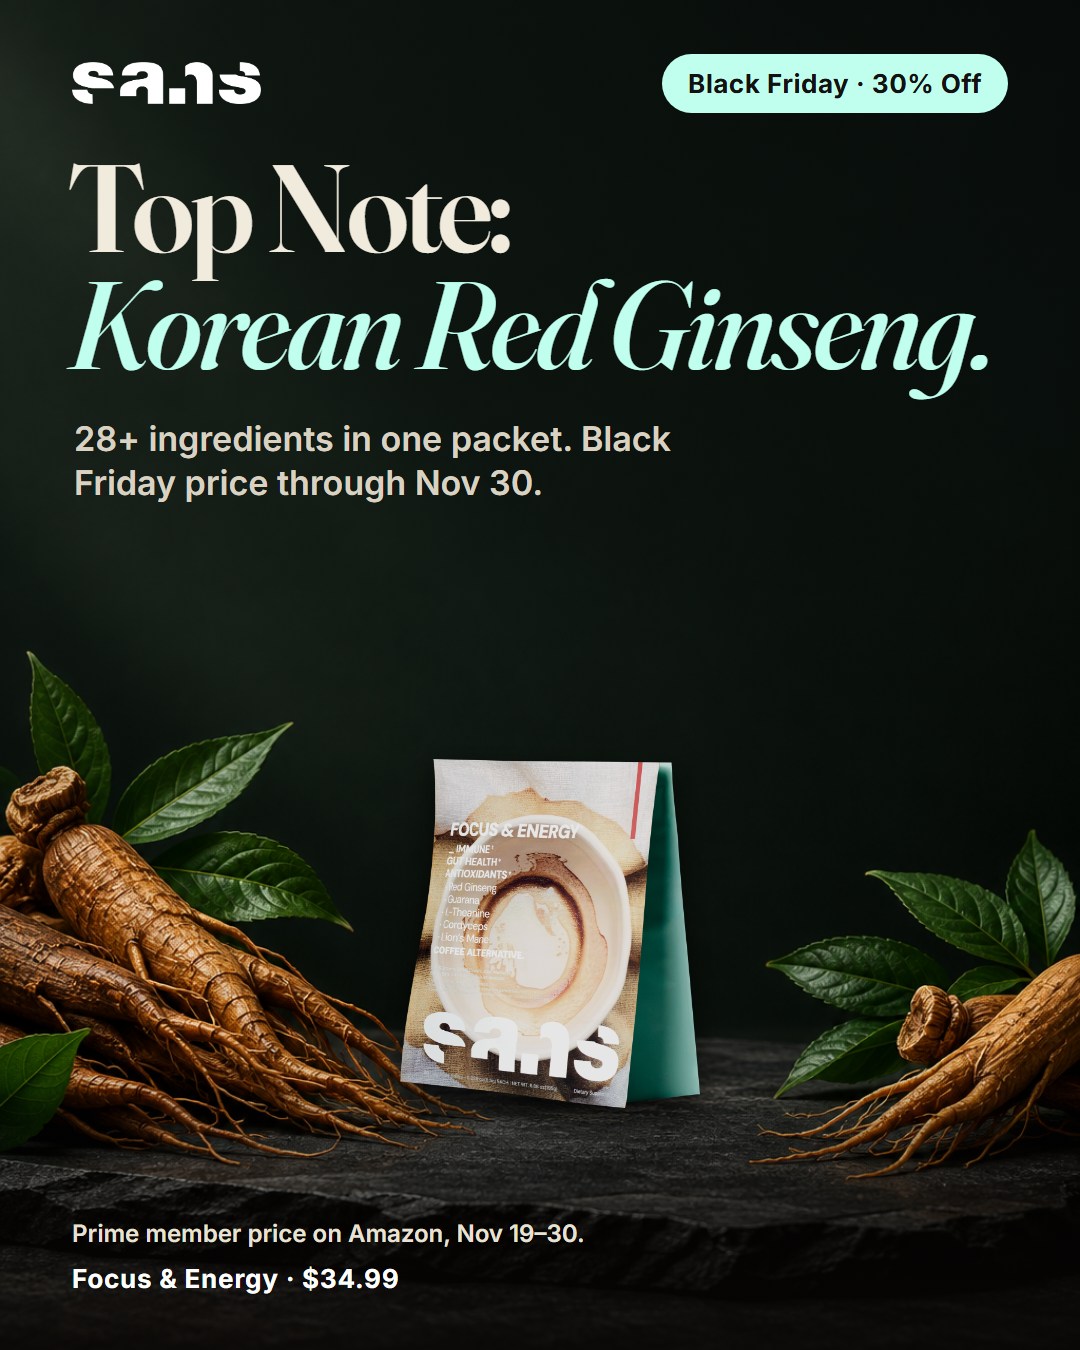 sans
Black Friday · 30% Off
Top Note:
Korean Red Ginseng.
28+ ingredients in one packet. Black
Friday price through Nov 30.
FOCUS & ENERGY
IMMUNE†
GUT HEALTH†
ANTIOXIDANTS†
Red Ginseng
Guarana
L-Theanine
Cordyceps
Lion's Mane
COFFEE ALTERNATIVE.
sans
Prime member price on Amazon, Nov 19–30.
Focus & Energy · $34.99